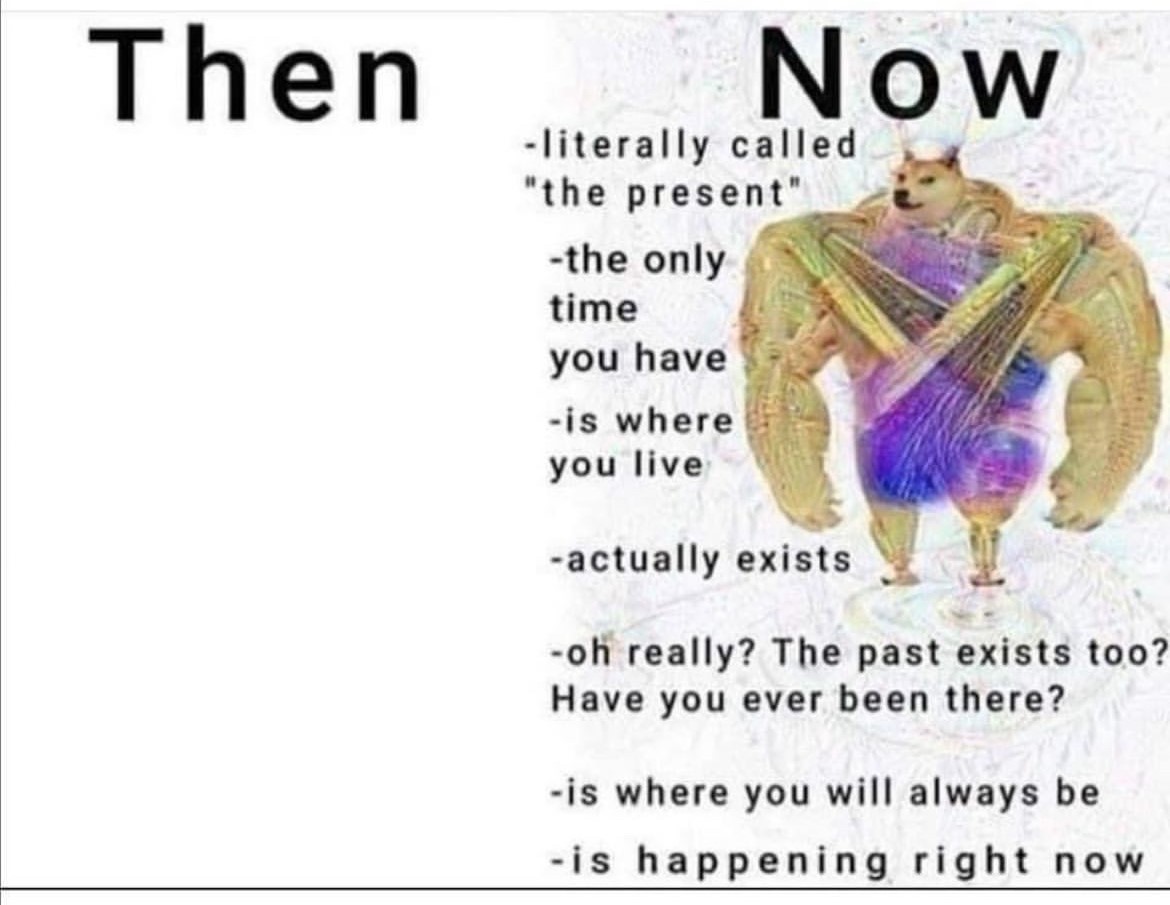 Then
Now
-literally called
"the present"
-the only
time
you have
-is where
you live
-actually exists
-oh really? The past exists too?
Have you ever been there?
-is where you will always be
-is happening right now